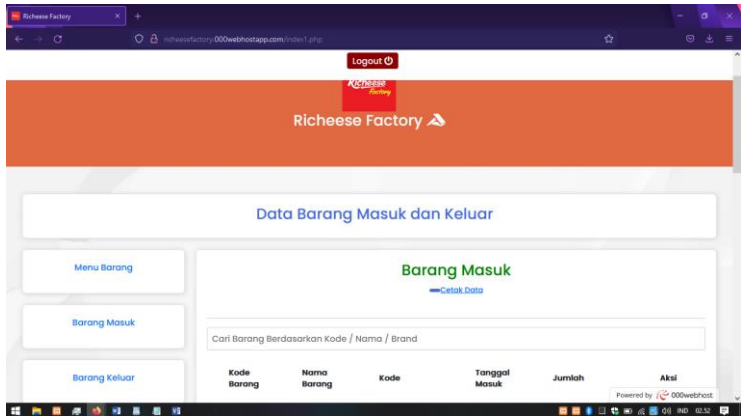 Richeese Factory
richeesefactory.000webhostapp.com/index1.php
Logout
Richeese
Factory
Richeese Factory
Data Barang Masuk dan Keluar
Menu Barang
Barang Masuk
Barang Keluar
Barang Masuk
Cetak Data
Cari Barang Berdasarkan Kode / Nama / Brand
Kode Barang
Nama Barang
Kode
Tanggal Masuk
Jumlah
Aksi
Powered by 000webhost
IND
02.52